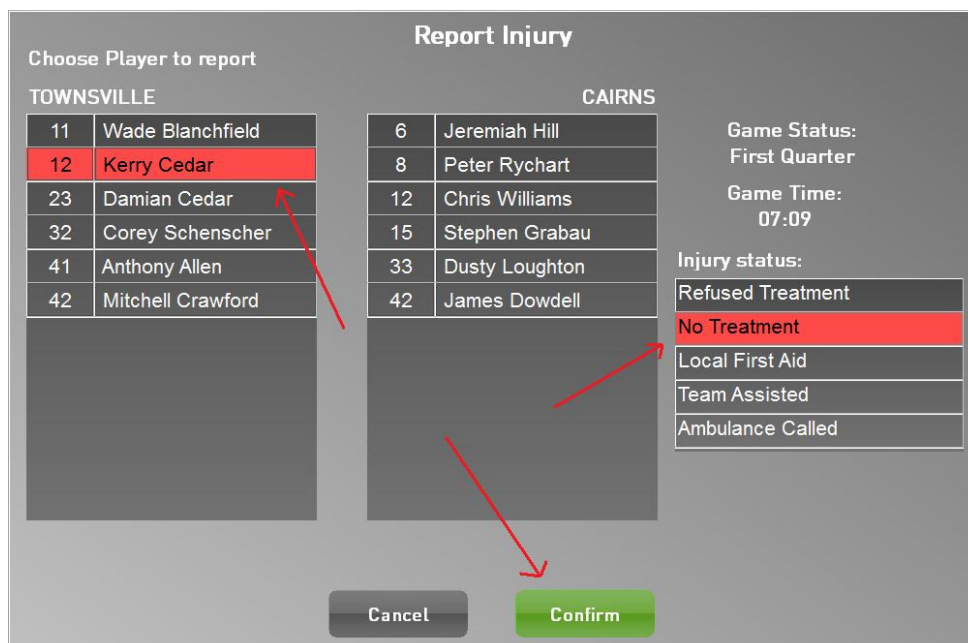 Report Injury
Choose Player to report
TOWNSVILLE
11 Wade Blanchfield
12 Kerry Cedar
23 Damian Cedar
32 Corey Schenscher
41 Anthony Allen
42 Mitchell Crawford
CAIRNS
6 Jeremiah Hill
8 Peter Rychart
12 Chris Williams
15 Stephen Grabau
33 Dusty Loughton
42 James Dowdell
Game Status:
First Quarter
Game Time:
07:09
Injury status:
Refused Treatment
No Treatment
Local First Aid
Team Assisted
Ambulance Called
Cancel
Confirm